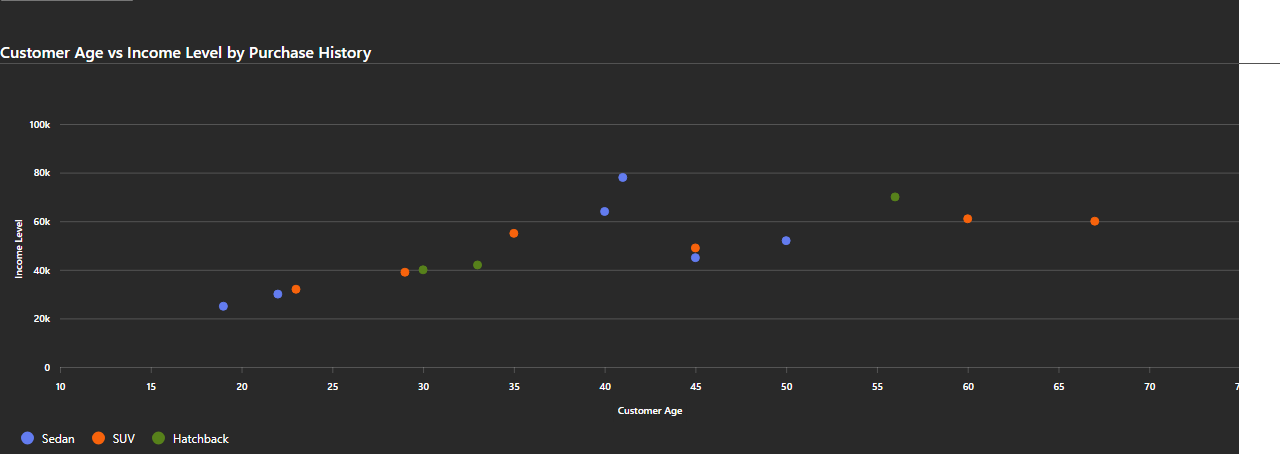 Customer Age vs Income Level by Purchase History
100k
80k
60k
40k
20k
0
Income Level
10 15 20 25 30 35 40 45 50 55 60 65 70
Customer Age
Sedan SUV Hatchback